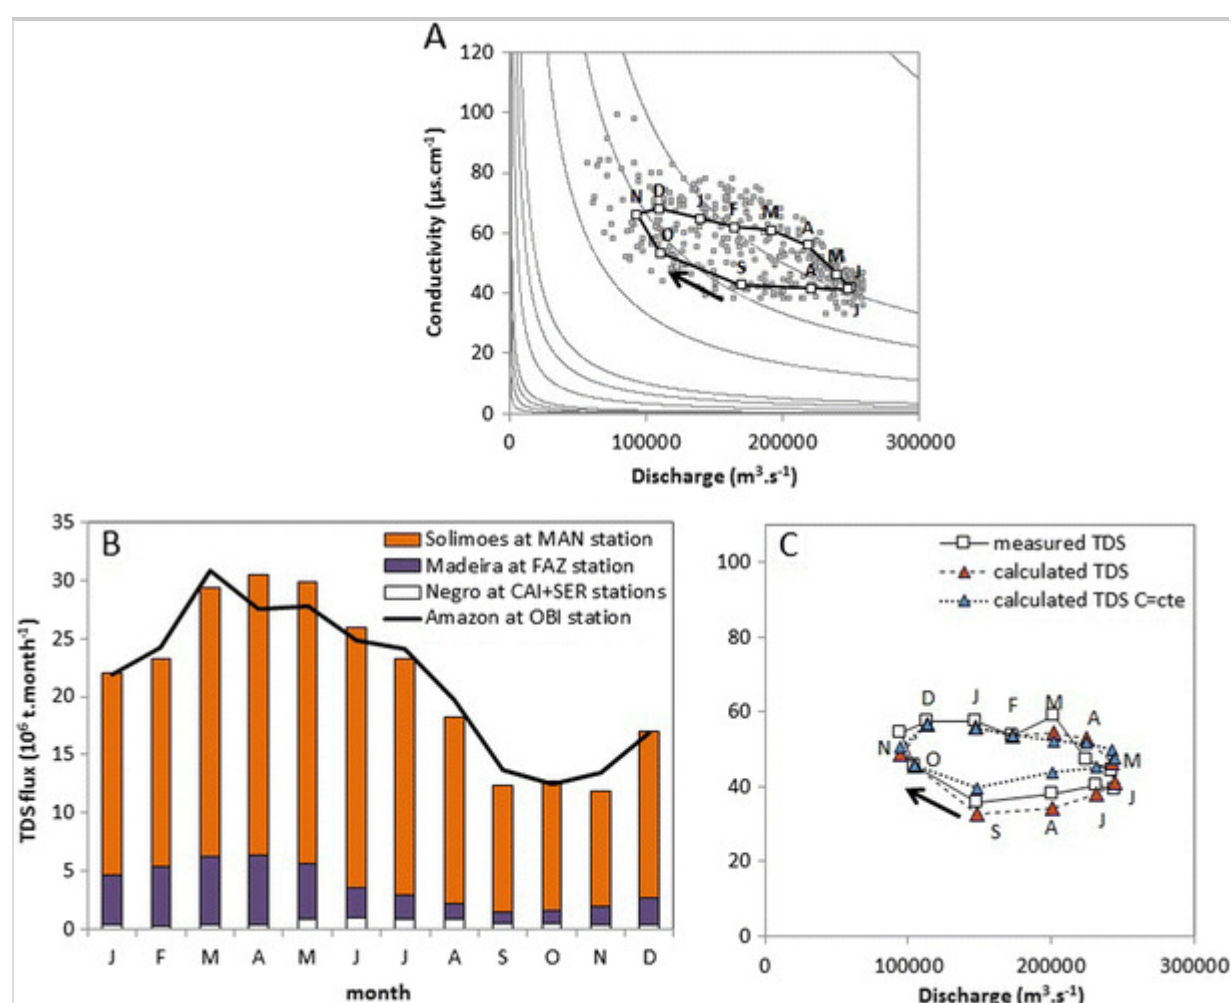 A
120
100
80
60
40
20
0
Conductivity (µs.cm⁻¹)
N D J F M A M J
O S A J
0 100000 200000 300000
Discharge (m³.s⁻¹)
B
35
30
25
20
15
10
5
0
TDS flux (10⁶ t.month⁻¹)
Solimoes at MAN station
Madeira at FAZ station
Negro at CAI+SER stations
Amazon at OBI station
J F M A M J J A S O N D
month
C
measured TDS
calculated TDS
calculated TDS C=cte
100
80
60
40
20
0
D J F M A
N O M
S A J J
0 100000 200000 300000
Discharge (m³.s⁻¹)